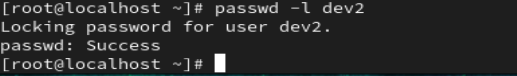 [root@localhost ~]# passwd -l dev2
Locking password for user dev2.
passwd: Success
[root@localhost ~]#